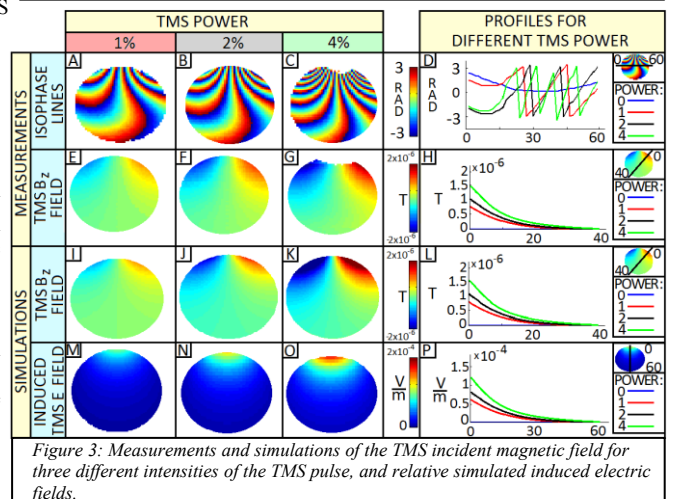 S
TMS POWER
PROFILES FOR
DIFFERENT TMS POWER
1% 2% 4%
MEASUREMENTS
ISOPHASE
LINES
A B C
3
R
A
D
-3
D
R
A
D
3
0
-3
0 30 60
0 60
POWER:
0
1
2
4
TMS Bz
FIELD
E F G
2x10-6
T
-2x10-6
H
x10-6
T
2
1.5
1
0.5
0
0 20 40
40 0
POWER:
0
1
2
4
SIMULATIONS
TMS Bz
FIELD
I J K
2x10-6
T
-2x10-6
L
x10-6
T
2
1.5
1
0.5
0
0 20 40
40 0
POWER:
0
1
2
4
INDUCED
TMS E FIELD
M N O
2x10-4
V
m
0
P
x10-4
V
m
1.5
1
0.5
0
0 30 60
0
60
POWER:
0
1
2
4
Figure 3: Measurements and simulations of the TMS incident magnetic field for
three different intensities of the TMS pulse, and relative simulated induced electric
fields.